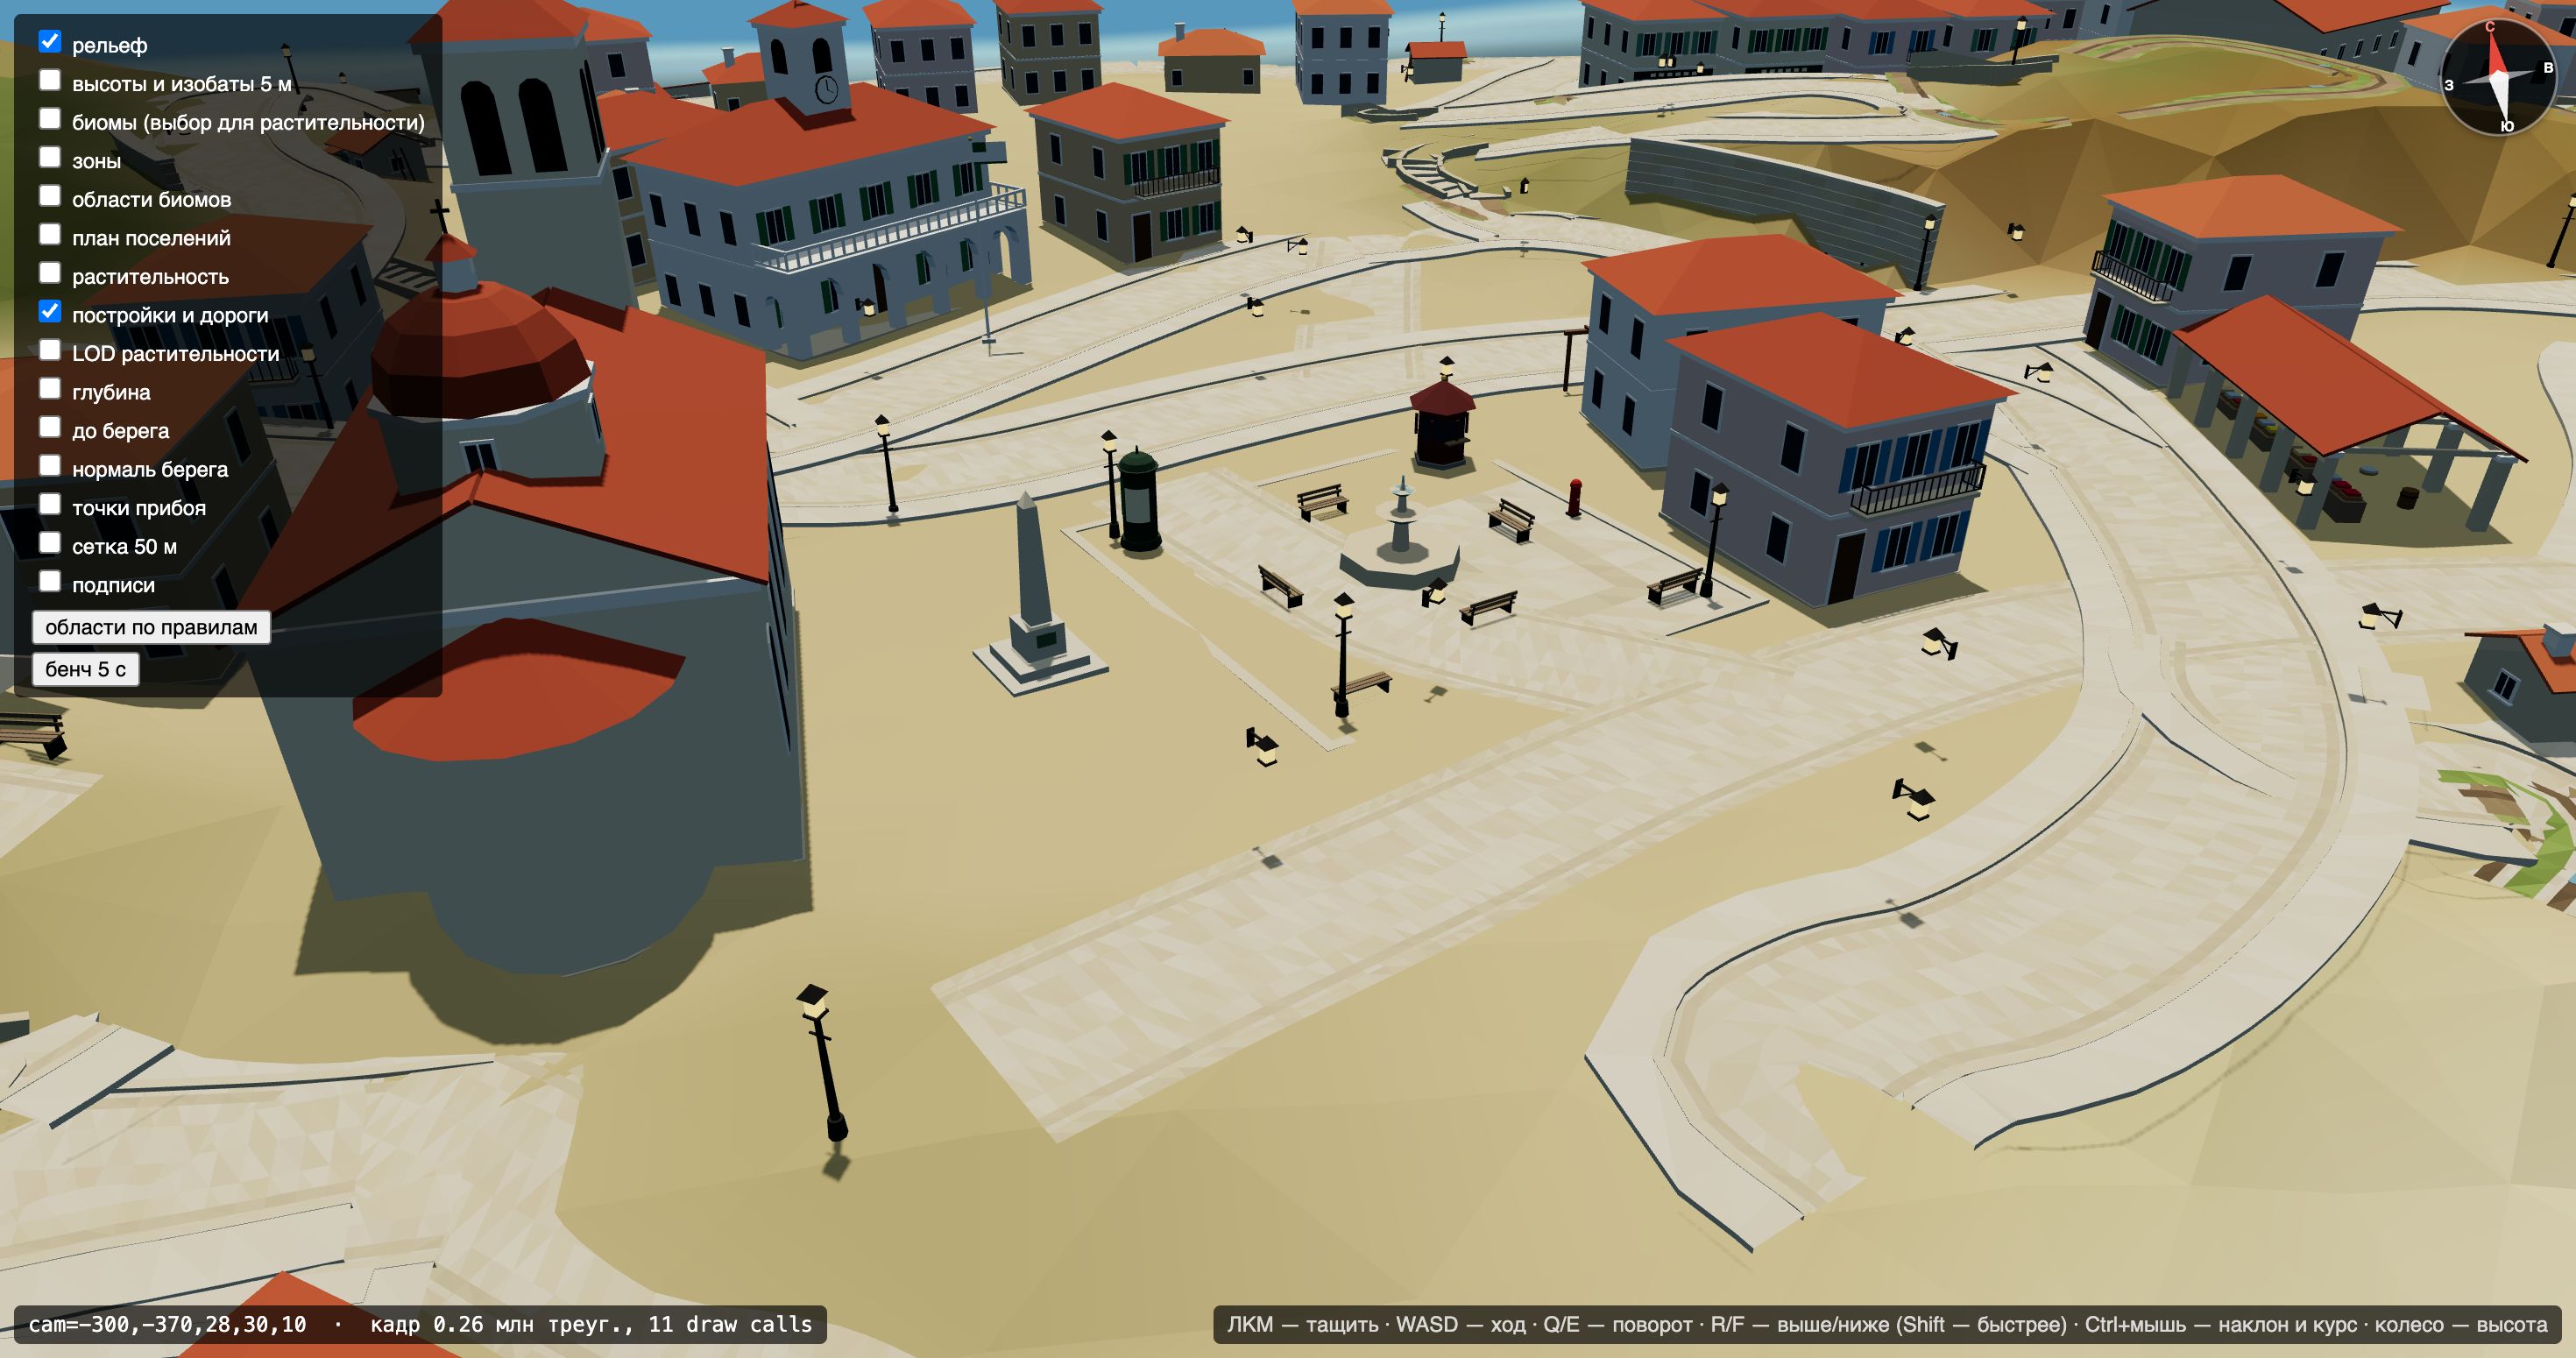 рельеф
высоты и изобаты 5 м
биомы (выбор для растительности)
зоны
области биомов
план поселений
растительность
постройки и дороги
LOD растительности
глубина
до берега
нормаль берега
точки прибоя
сетка 50 м
подписи
области по правилам
бенч 5 с
С
В
З
Ю
cam=−300,−370,28,30,10 · кадр 0.26 млн треуг., 11 draw calls
ЛКМ — тащить · WASD — ход · Q/E — поворот · R/F — выше/ниже (Shift — быстрее) · Ctrl+мышь — наклон и курс · колесо — высота